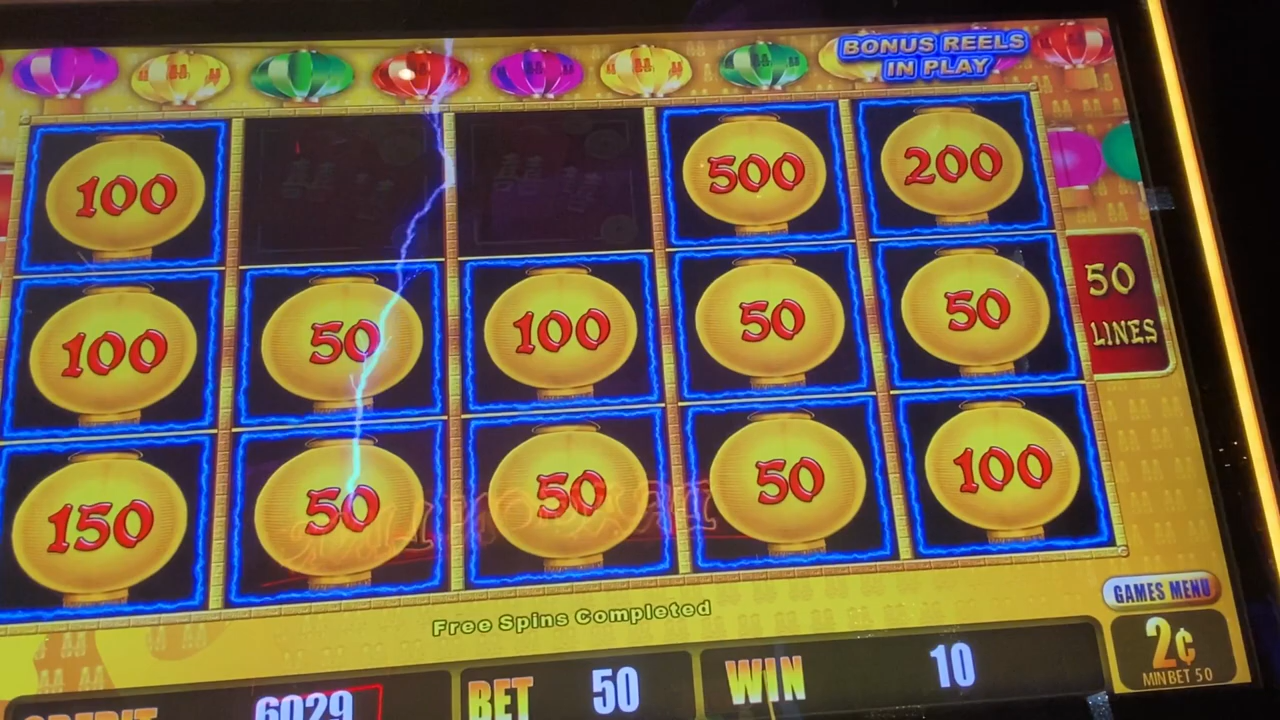 BONUS REELS
IN PLAY
100
500
200
100
50
100
50
50
50
LINES
150
50
50
50
100
Free Spins Completed
GAMES MENU
CREDIT
6029
BET
50
WIN
10
2¢
MIN BET 50